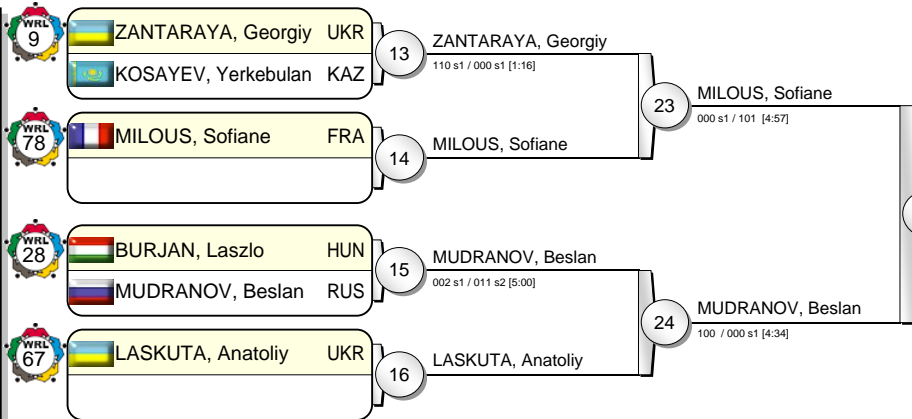 WRL
9
ZANTARAYA, Georgiy UKR
KOSAYEV, Yerkebulan KAZ
13
ZANTARAYA, Georgiy
110 s1 / 000 s1 [1:16]
WRL
78
MILOUS, Sofiane FRA
14
MILOUS, Sofiane
23
MILOUS, Sofiane
000 s1 / 101 [4:57]
WRL
28
BURJAN, Laszlo HUN
MUDRANOV, Beslan RUS
15
MUDRANOV, Beslan
002 s1 / 011 s2 [5:00]
WRL
67
LASKUTA, Anatoliy UKR
16
LASKUTA, Anatoliy
24
MUDRANOV, Beslan
100 / 000 s1 [4:34]